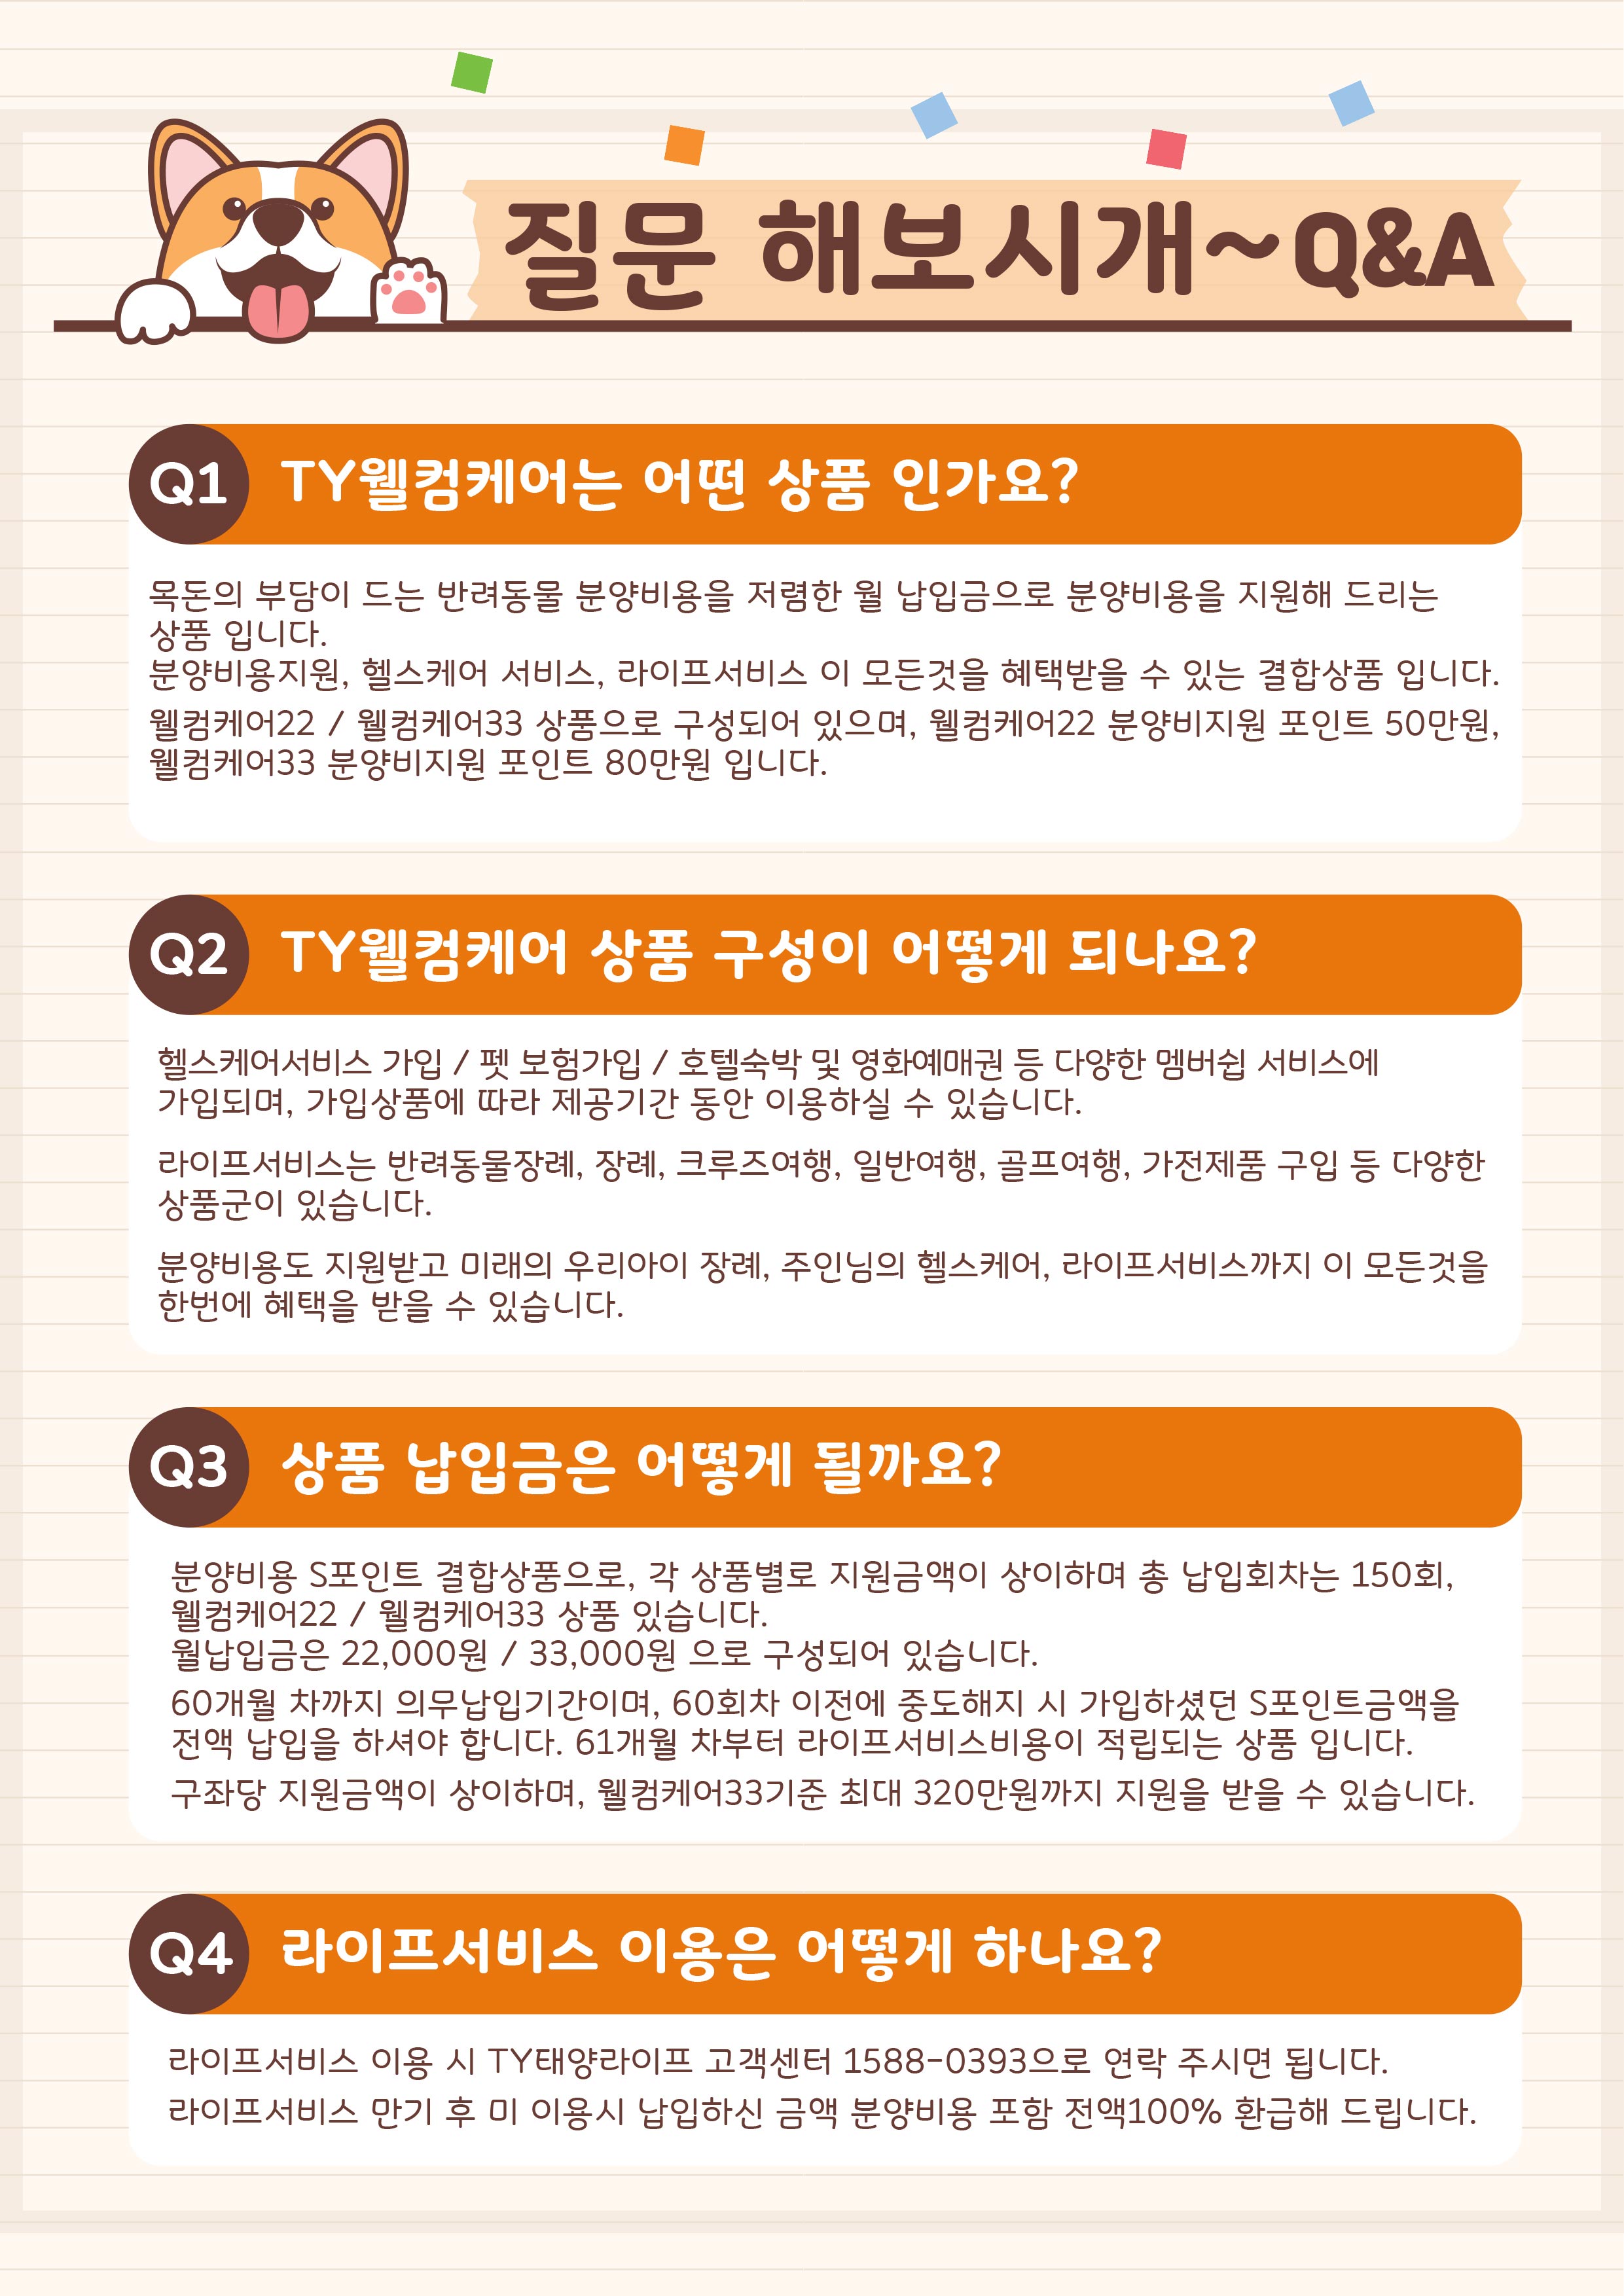 질문 해보시개~Q&A
Q1 TY웰컴케어는 어떤 상품 인가요?
목돈의 부담이 드는 반려동물 분양비용을 저렴한 월 납입금으로 분양비용을 지원해 드리는
상품 입니다.
분양비용지원, 헬스케어 서비스, 라이프서비스 이 모든것을 혜택받을 수 있는 결합상품 입니다.
웰컴케어22 / 웰컴케어33 상품으로 구성되어 있으며, 웰컴케어22 분양비지원 포인트 50만원,
웰컴케어33 분양비지원 포인트 80만원 입니다.
Q2 TY웰컴케어 상품 구성이 어떻게 되나요?
헬스케어서비스 가입 / 펫 보험가입 / 호텔숙박 및 영화예매권 등 다양한 멤버쉽 서비스에
가입되며, 가입상품에 따라 제공기간 동안 이용하실 수 있습니다.
라이프서비스는 반려동물장례, 장례, 크루즈여행, 일반여행, 골프여행, 가전제품 구입 등 다양한
상품군이 있습니다.
분양비용도 지원받고 미래의 우리아이 장례, 주인님의 헬스케어, 라이프서비스까지 이 모든것을
한번에 혜택을 받을 수 있습니다.
Q3 상품 납입금은 어떻게 될까요?
분양비용 S포인트 결합상품으로, 각 상품별로 지원금액이 상이하며 총 납입회차는 150회,
웰컴케어22 / 웰컴케어33 상품 있습니다.
월납입금은 22,000원 / 33,000원 으로 구성되어 있습니다.
60개월 차까지 의무납입기간이며, 60회차 이전에 중도해지 시 가입하셨던 S포인트금액을
전액 납입을 하셔야 합니다. 61개월 차부터 라이프서비스비용이 적립되는 상품 입니다.
구좌당 지원금액이 상이하며, 웰컴케어33기준 최대 320만원까지 지원을 받을 수 있습니다.
Q4 라이프서비스 이용은 어떻게 하나요?
라이프서비스 이용 시 TY태양라이프 고객센터 1588-0393으로 연락 주시면 됩니다.
라이프서비스 만기 후 미 이용시 납입하신 금액 분양비용 포함 전액100% 환급해 드립니다.